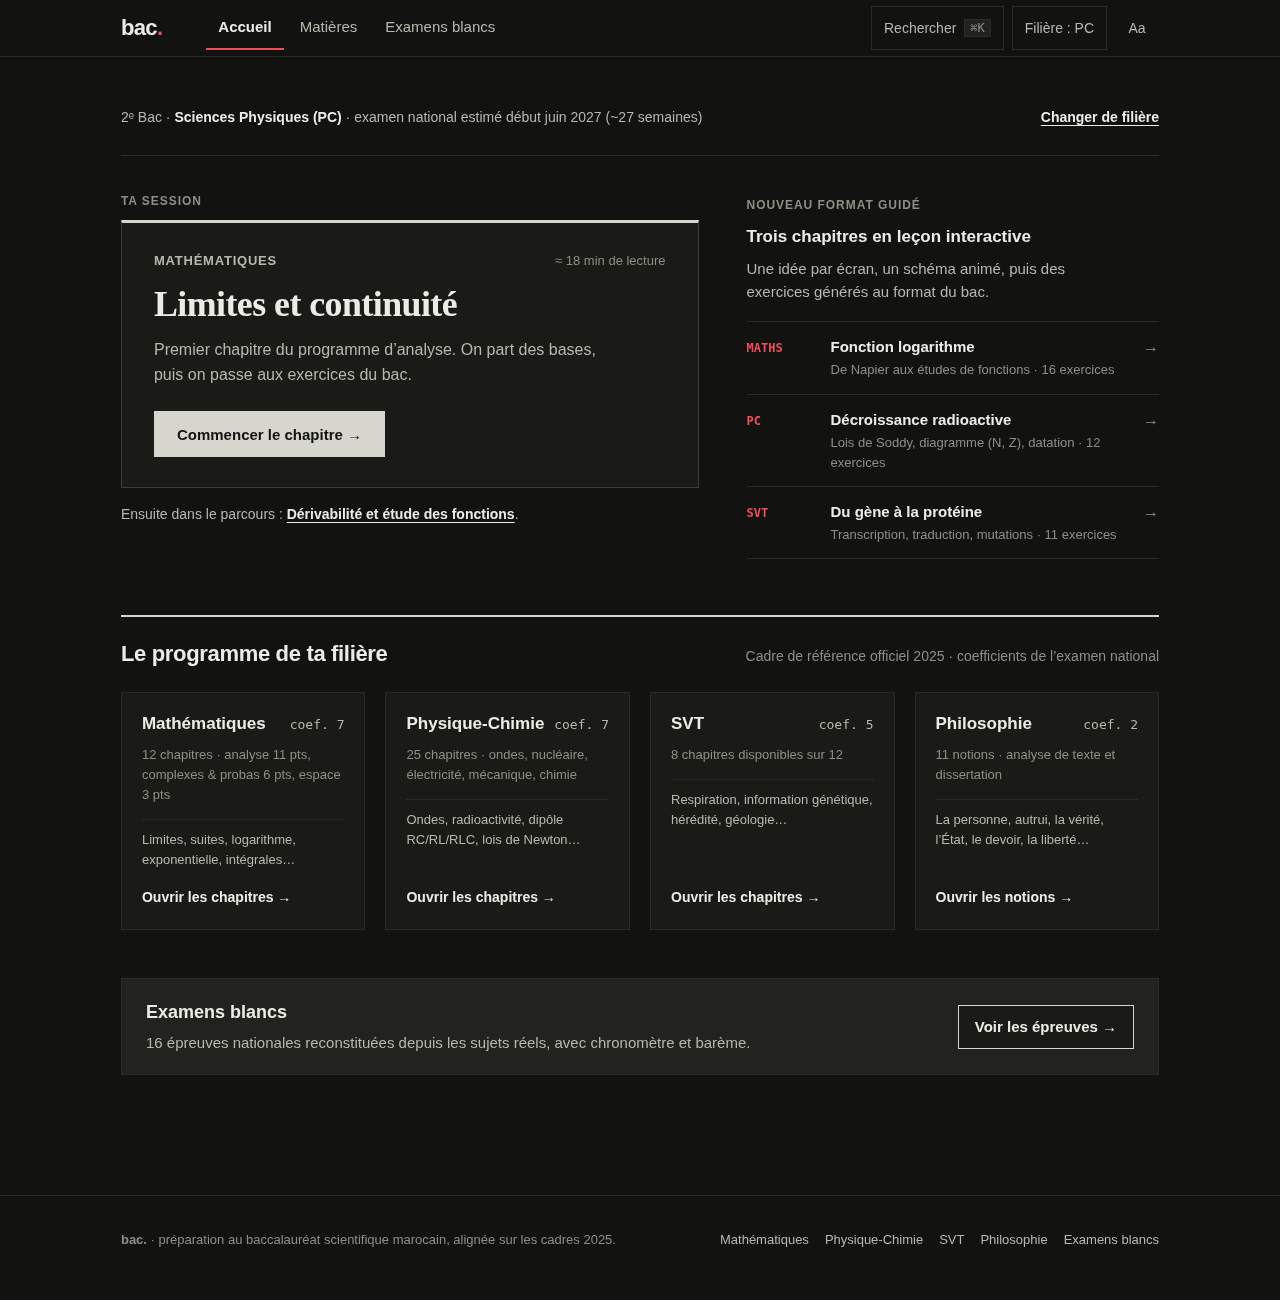 bac.
Accueil
Matières
Examens blancs
Rechercher ⌘K
Filière : PC
Aa
2ᵉ Bac · Sciences Physiques (PC) · examen national estimé début juin 2027 (~27 semaines)
Changer de filière
TA SESSION
MATHÉMATIQUES
≈ 18 min de lecture
Limites et continuité
Premier chapitre du programme d’analyse. On part des bases,
puis on passe aux exercices du bac.
Commencer le chapitre →
Ensuite dans le parcours : Dérivabilité et étude des fonctions.
NOUVEAU FORMAT GUIDÉ
Trois chapitres en leçon interactive
Une idée par écran, un schéma animé, puis des
exercices générés au format du bac.
MATHS
Fonction logarithme →
De Napier aux études de fonctions · 16 exercices
PC
Décroissance radioactive →
Lois de Soddy, diagramme (N, Z), datation · 12
exercices
SVT
Du gène à la protéine →
Transcription, traduction, mutations · 11 exercices
Le programme de ta filière
Cadre de référence officiel 2025 · coefficients de l’examen national
Mathématiques coef. 7
12 chapitres · analyse 11 pts,
complexes & probas 6 pts, espace
3 pts
Limites, suites, logarithme,
exponentielle, intégrales…
Ouvrir les chapitres →
Physique-Chimie coef. 7
25 chapitres · ondes, nucléaire,
électricité, mécanique, chimie
Ondes, radioactivité, dipôle
RC/RL/RLC, lois de Newton…
Ouvrir les chapitres →
SVT coef. 5
8 chapitres disponibles sur 12
Respiration, information génétique,
hérédité, géologie…
Ouvrir les chapitres →
Philosophie coef. 2
11 notions · analyse de texte et
dissertation
La personne, autrui, la vérité,
l’État, le devoir, la liberté…
Ouvrir les notions →
Examens blancs
16 épreuves nationales reconstituées depuis les sujets réels, avec chronomètre et barème.
Voir les épreuves →
bac. · préparation au baccalauréat scientifique marocain, alignée sur les cadres 2025.
Mathématiques
Physique-Chimie
SVT
Philosophie
Examens blancs